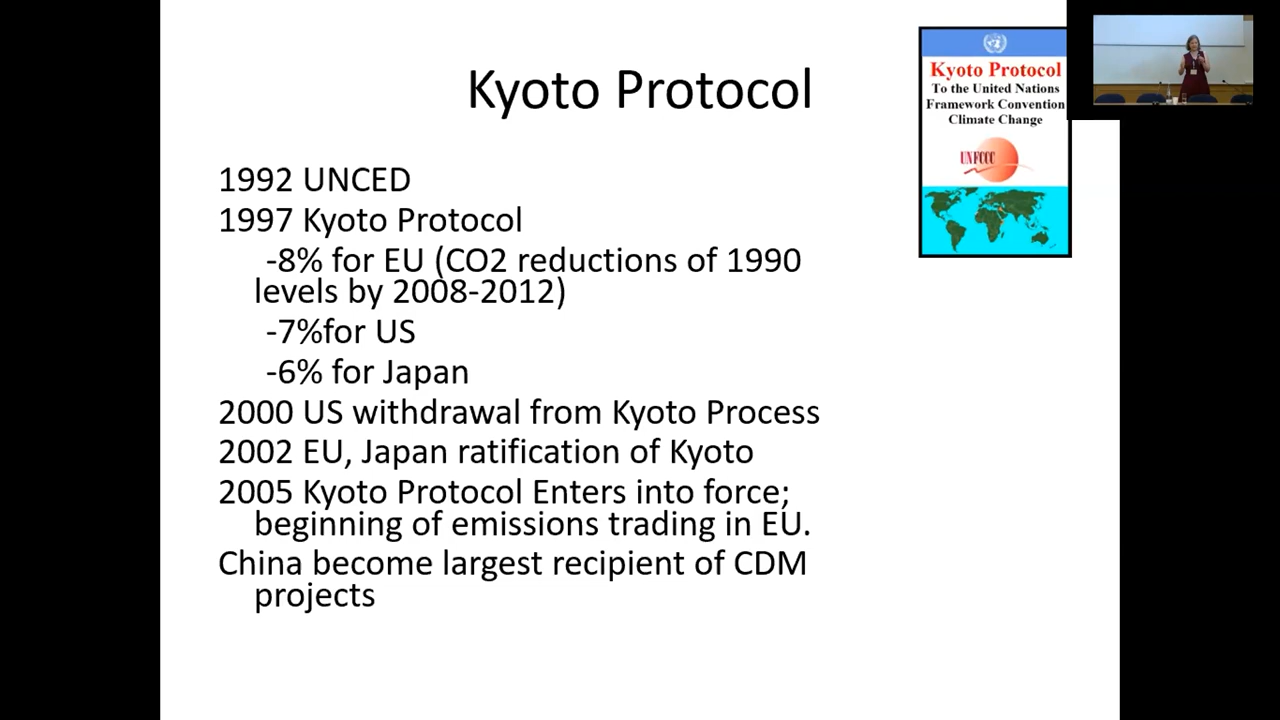 Kyoto Protocol
1992 UNCED
1997 Kyoto Protocol
-8% for EU (CO2 reductions of 1990
levels by 2008-2012)
-7%for US
-6% for Japan
2000 US withdrawal from Kyoto Process
2002 EU, Japan ratification of Kyoto
2005 Kyoto Protocol Enters into force;
beginning of emissions trading in EU.
China become largest recipient of CDM
projects
Kyoto Protocol
To the United Nations
Framework Convention
Climate Change
UNFCCC